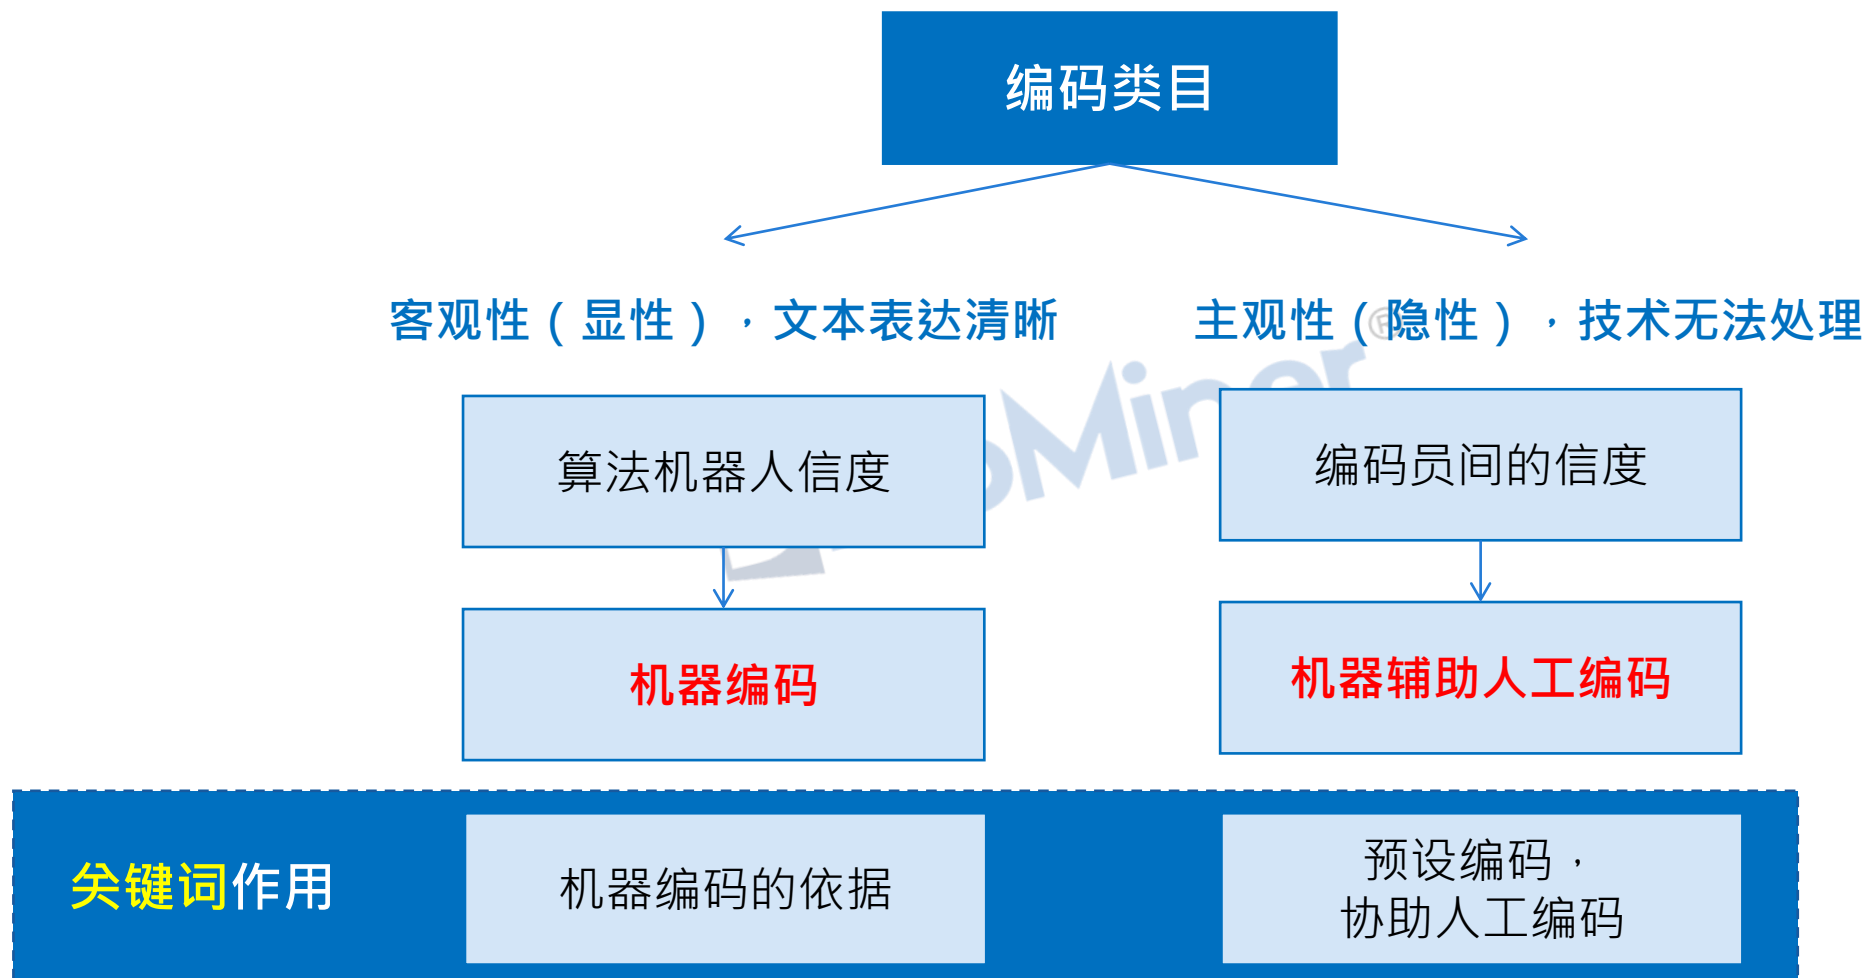 编码类目
客观性（显性），文本表达清晰
主观性（隐性），技术无法处理
算法机器人信度
编码员间的信度
机器编码
机器辅助人工编码
关键词作用
机器编码的依据
预设编码，
协助人工编码